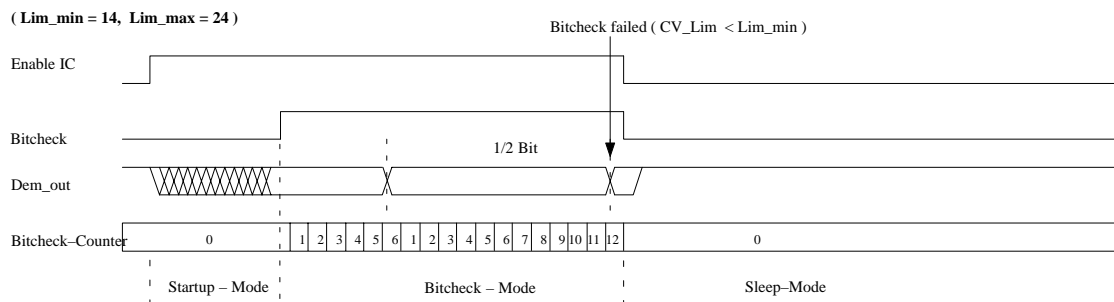 ( Lim_min = 14, Lim_max = 24 )
Bitcheck failed ( CV_Lim < Lim_min )
Enable IC
Bitcheck
1/2 Bit
Dem_out
Bitcheck–Counter 0 1 2 3 4 5 6 1 2 3 4 5 6 7 8 9 10 11 12 0
Startup – Mode Bitcheck – Mode Sleep–Mode